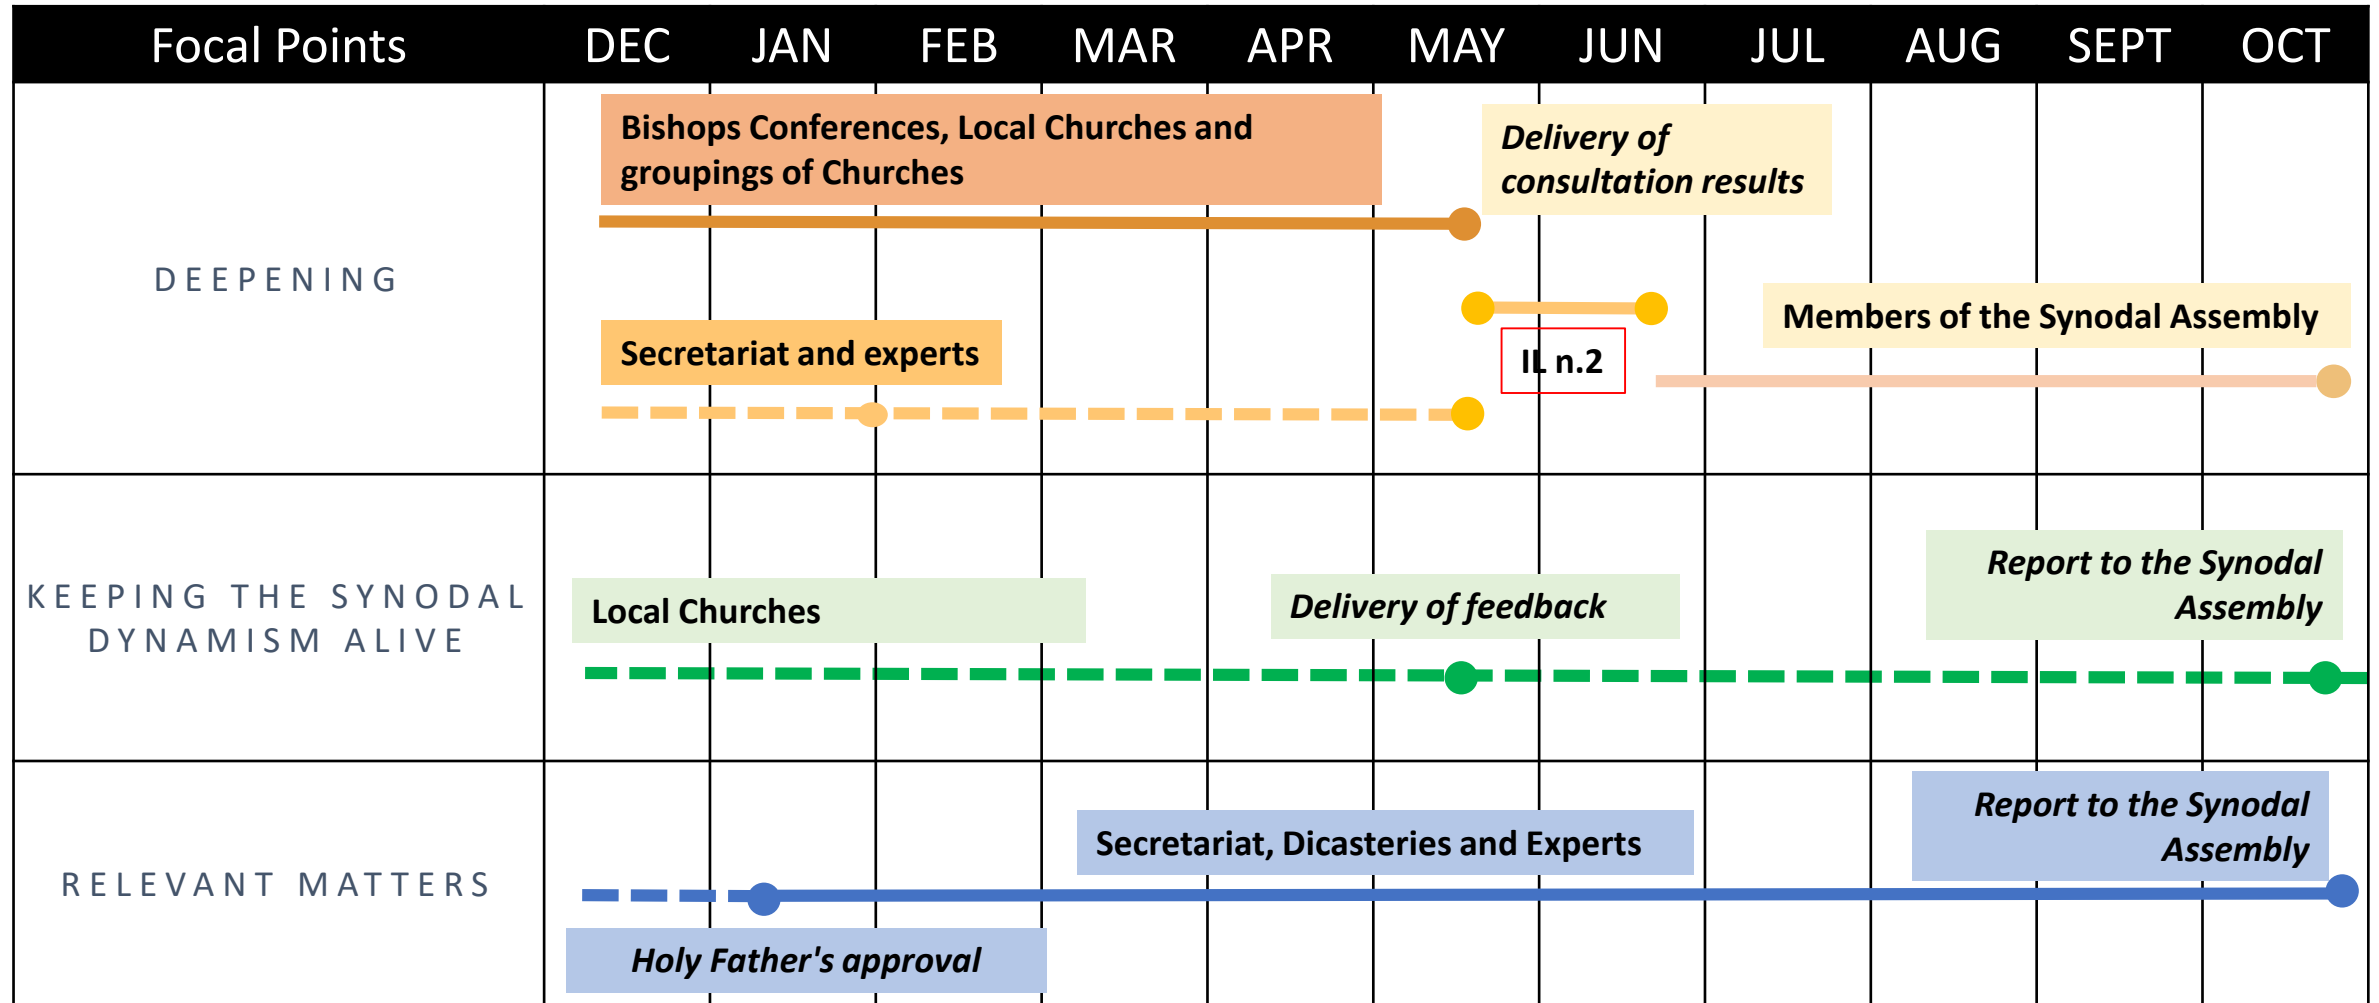 Focal Points DEC JAN FEB MAR APR MAY JUN JUL AUG SEPT OCT
DEEPENING
Bishops Conferences, Local Churches and
groupings of Churches
Delivery of
consultation results
Secretariat and experts
IL n.2
Members of the Synodal Assembly
KEEPING THE SYNODAL
DYNAMISM ALIVE
Local Churches
Delivery of feedback
Report to the Synodal
Assembly
RELEVANT MATTERS
Secretariat, Dicasteries and Experts
Report to the Synodal
Assembly
Holy Father's approval